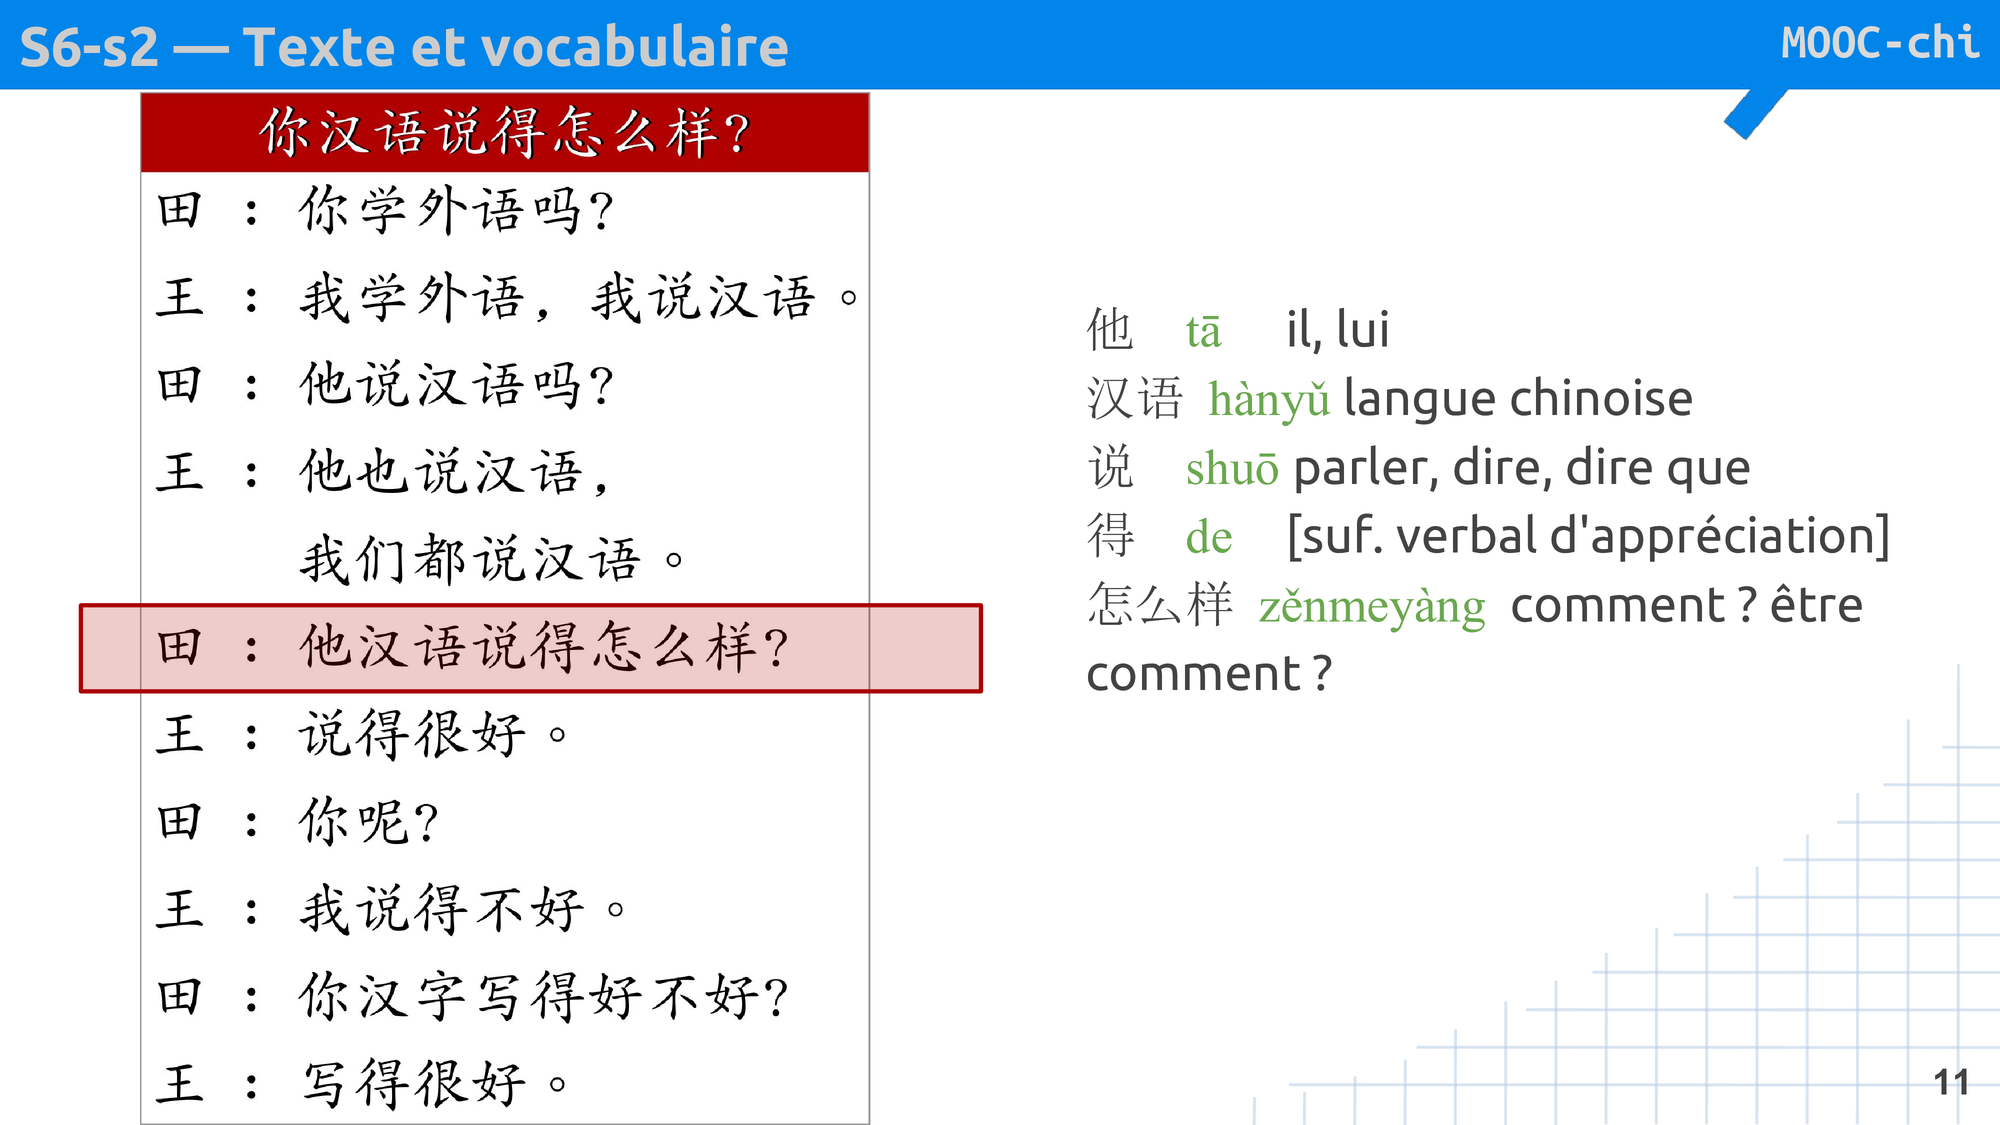 S6-s2 — Texte et vocabulaire
MOOC-chi
你汉语说得怎么样?
田 : 你学外语吗?
王 : 我学外语, 我说汉语。
田 : 他说汉语吗?
王 : 他也说汉语,
我们都说汉语。
田 : 他汉语说得怎么样?
王 : 说得很好。
田 : 你呢?
王 : 我说得不好。
田 : 你汉字写得好不好?
王 : 写得很好。
他 tā il, lui
汉语 hànyǔ langue chinoise
说 shuō parler, dire, dire que
得 de [suf. verbal d'appréciation]
怎么样 zěnmeyàng comment ? être
comment ?
11